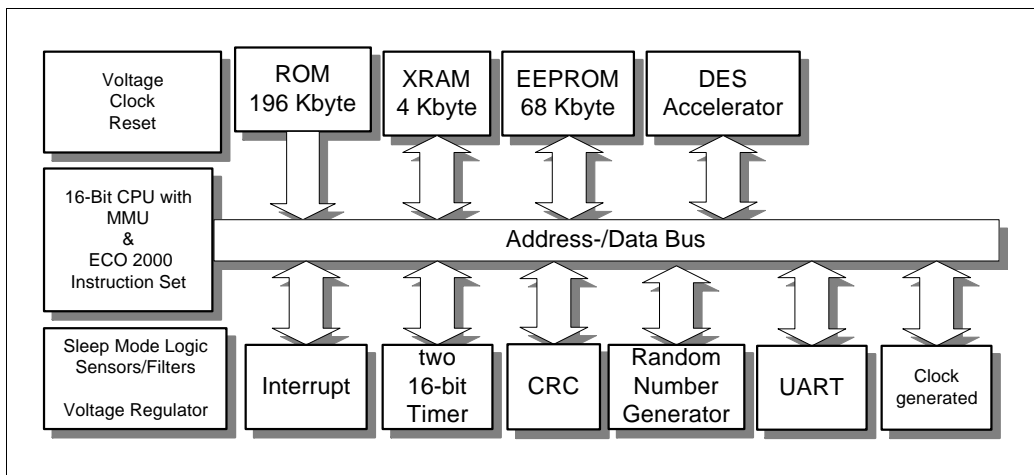 Voltage
Clock
Reset
ROM
196 Kbyte
XRAM
4 Kbyte
EEPROM
68 Kbyte
DES
Accelerator
16-Bit CPU with
MMU
&
ECO 2000
Instruction Set
Address-/Data Bus
Sleep Mode Logic
Sensors/Filters
Voltage Regulator
Interrupt
two
16-bit
Timer
CRC
Random
Number
Generator
UART
Clock
generated